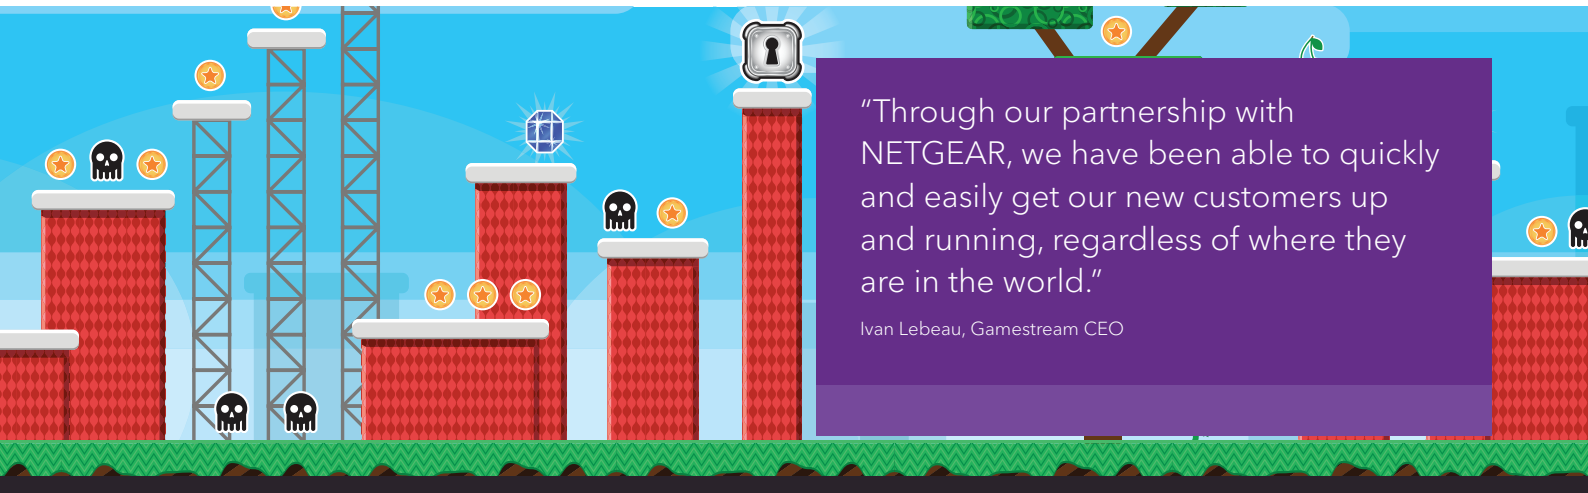 “Through our partnership with
NETGEAR, we have been able to quickly
and easily get our new customers up
and running, regardless of where they
are in the world.”
Ivan Lebeau, Gamestream CEO